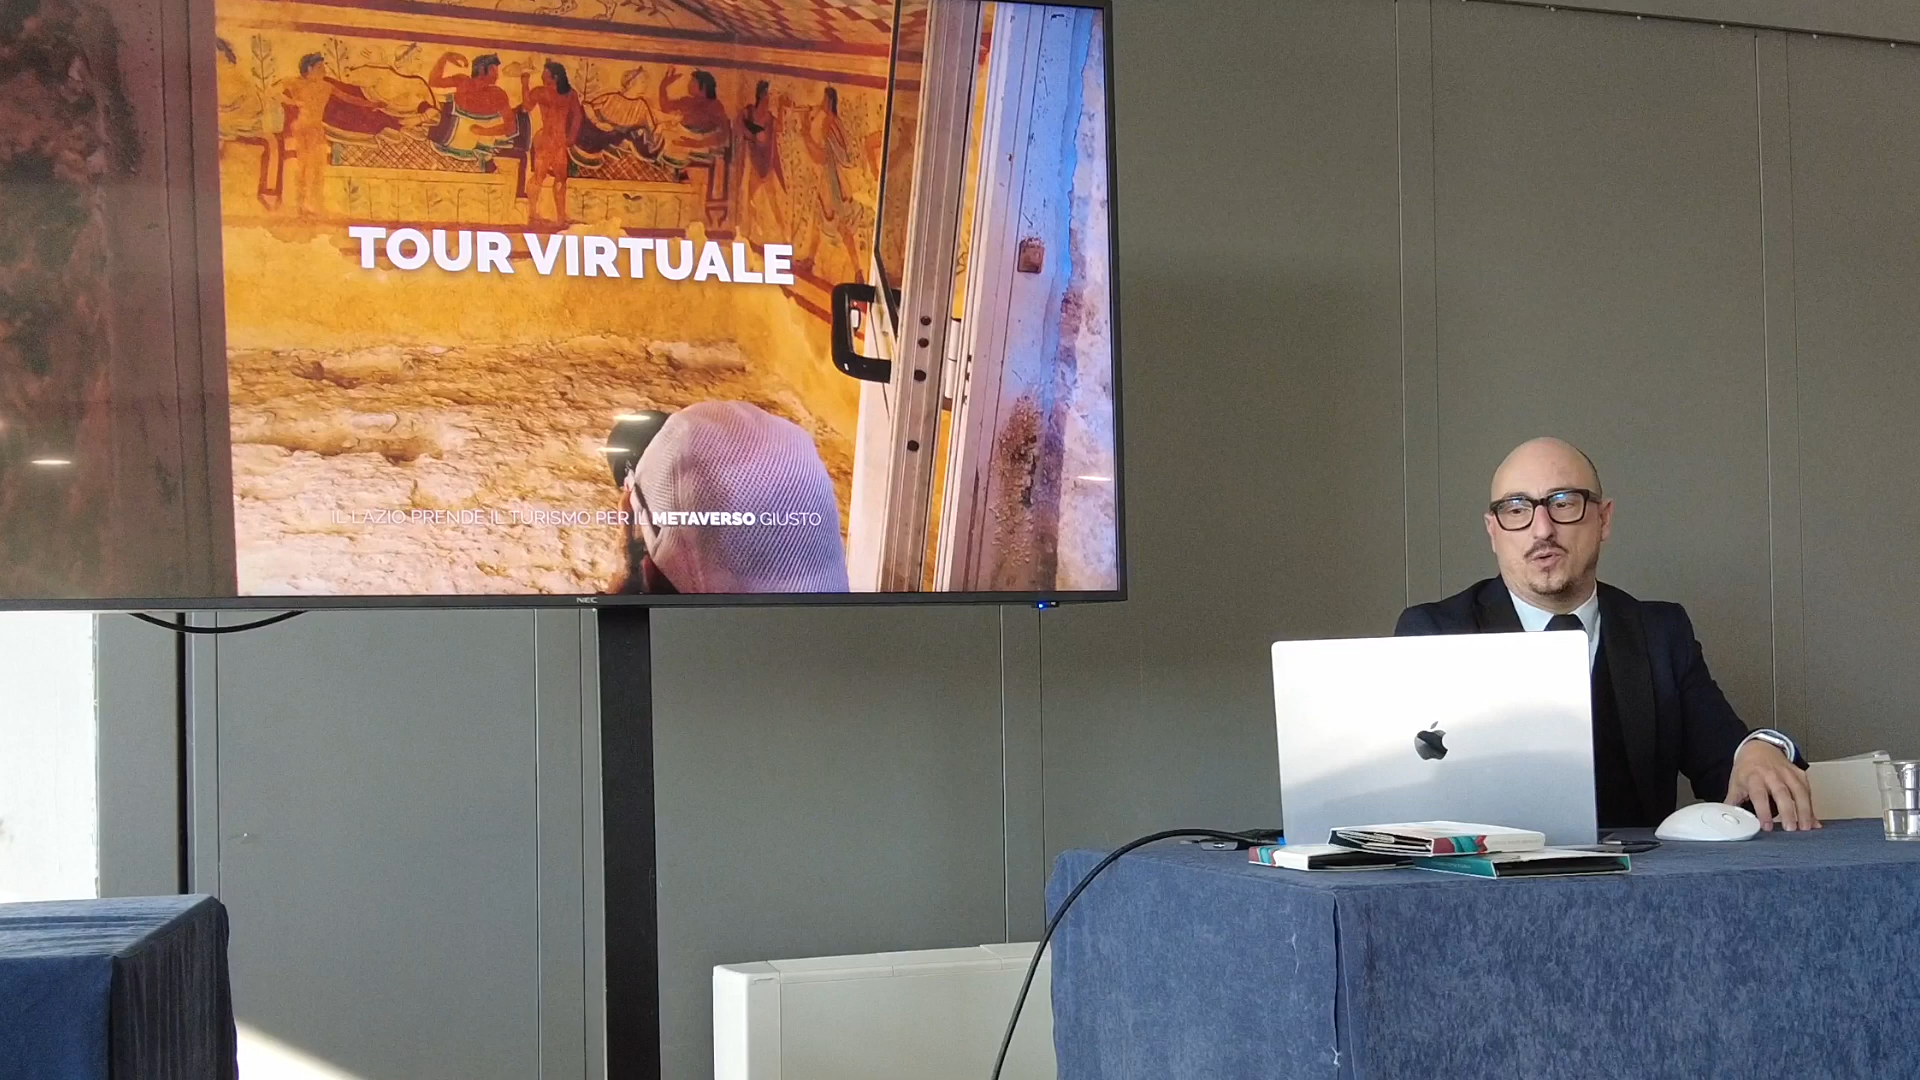 TOUR VIRTUALE
IL LAZIO PRENDE IL TURISMO PER IL METAVERSO GIUSTO
NEC